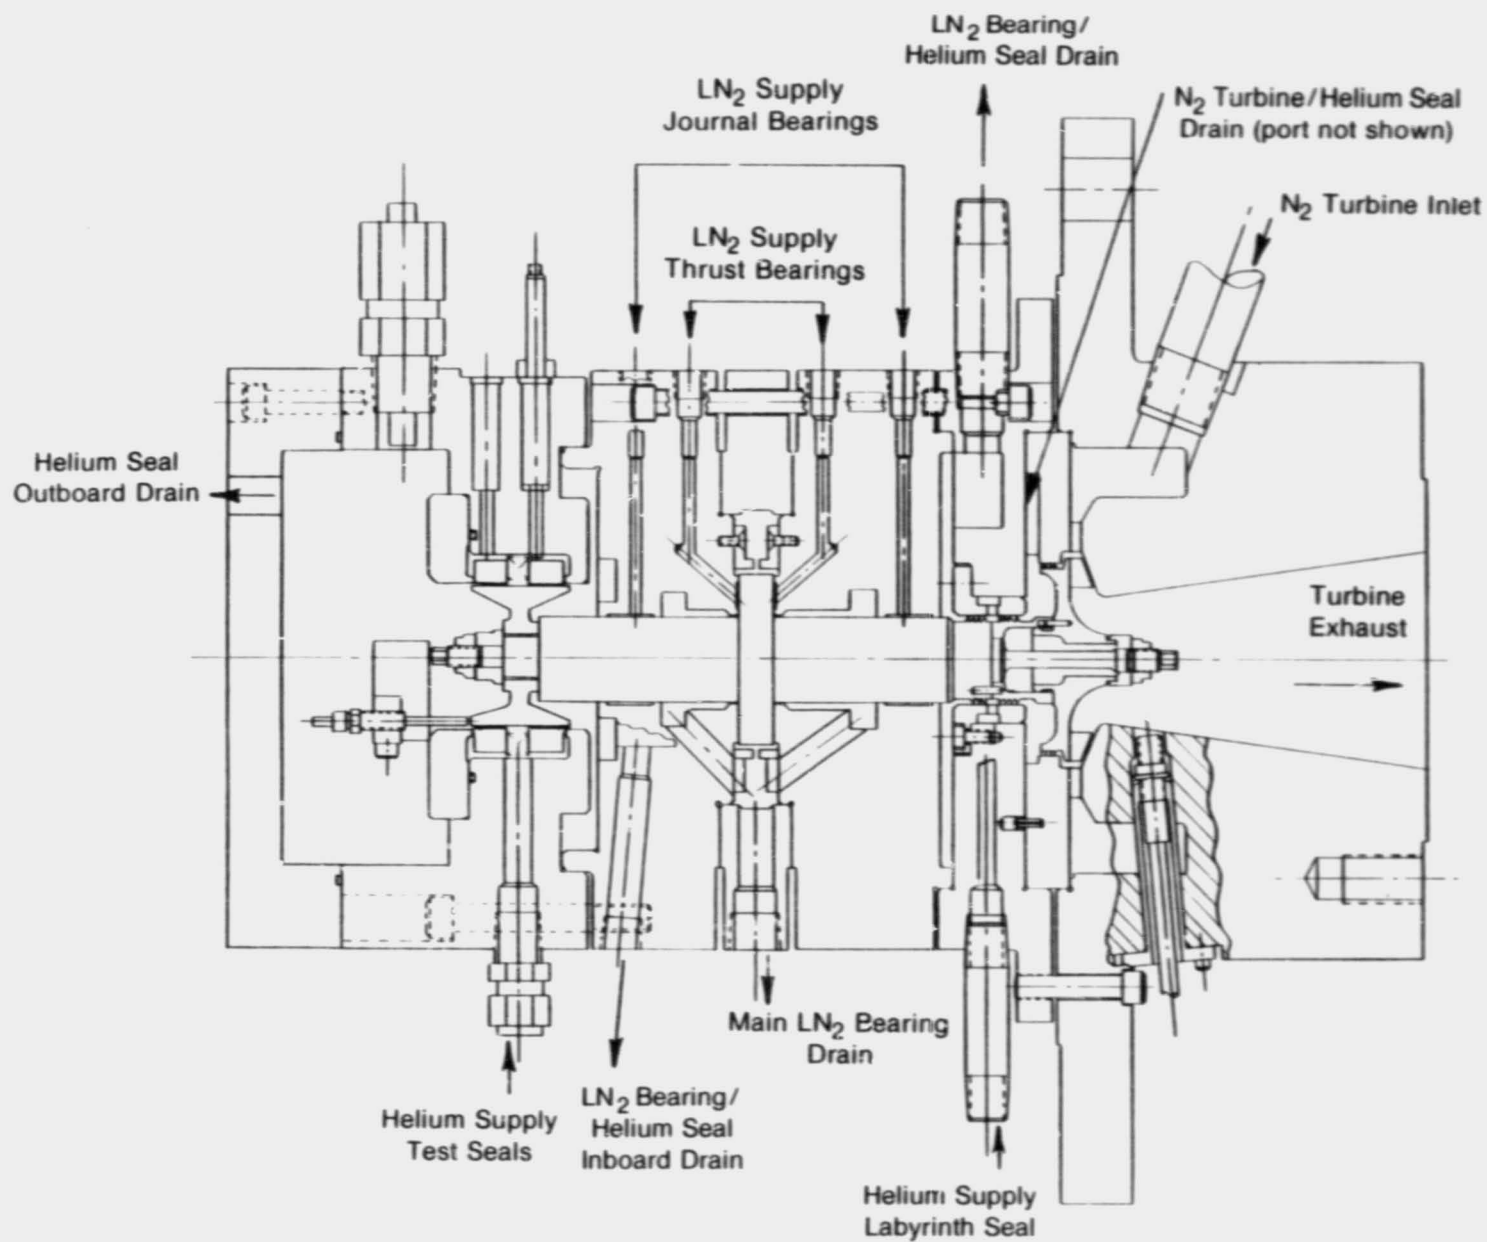 LN2 Bearing/
Helium Seal Drain
LN2 Supply
Journal Bearings
N2 Turbine/Helium Seal
Drain (port not shown)
N2 Turbine Inlet
LN2 Supply
Thrust Bearings
Helium Seal
Outboard Drain
Turbine
Exhaust
Main LN2 Bearing
Drain
LN2 Bearing/
Helium Seal
Inboard Drain
Helium Supply
Test Seals
Helium Supply
Labyrinth Seal